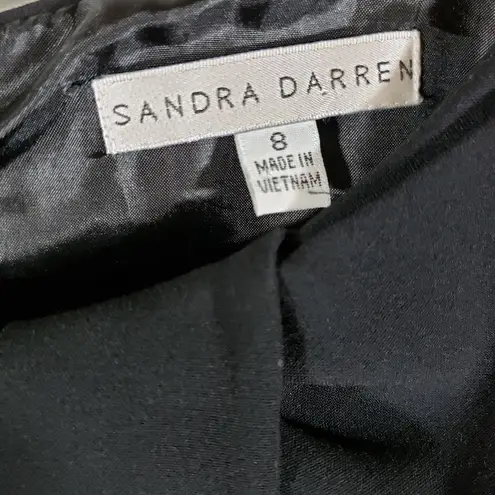 SANDRA DARREN
8
MADE IN
VIETNAM